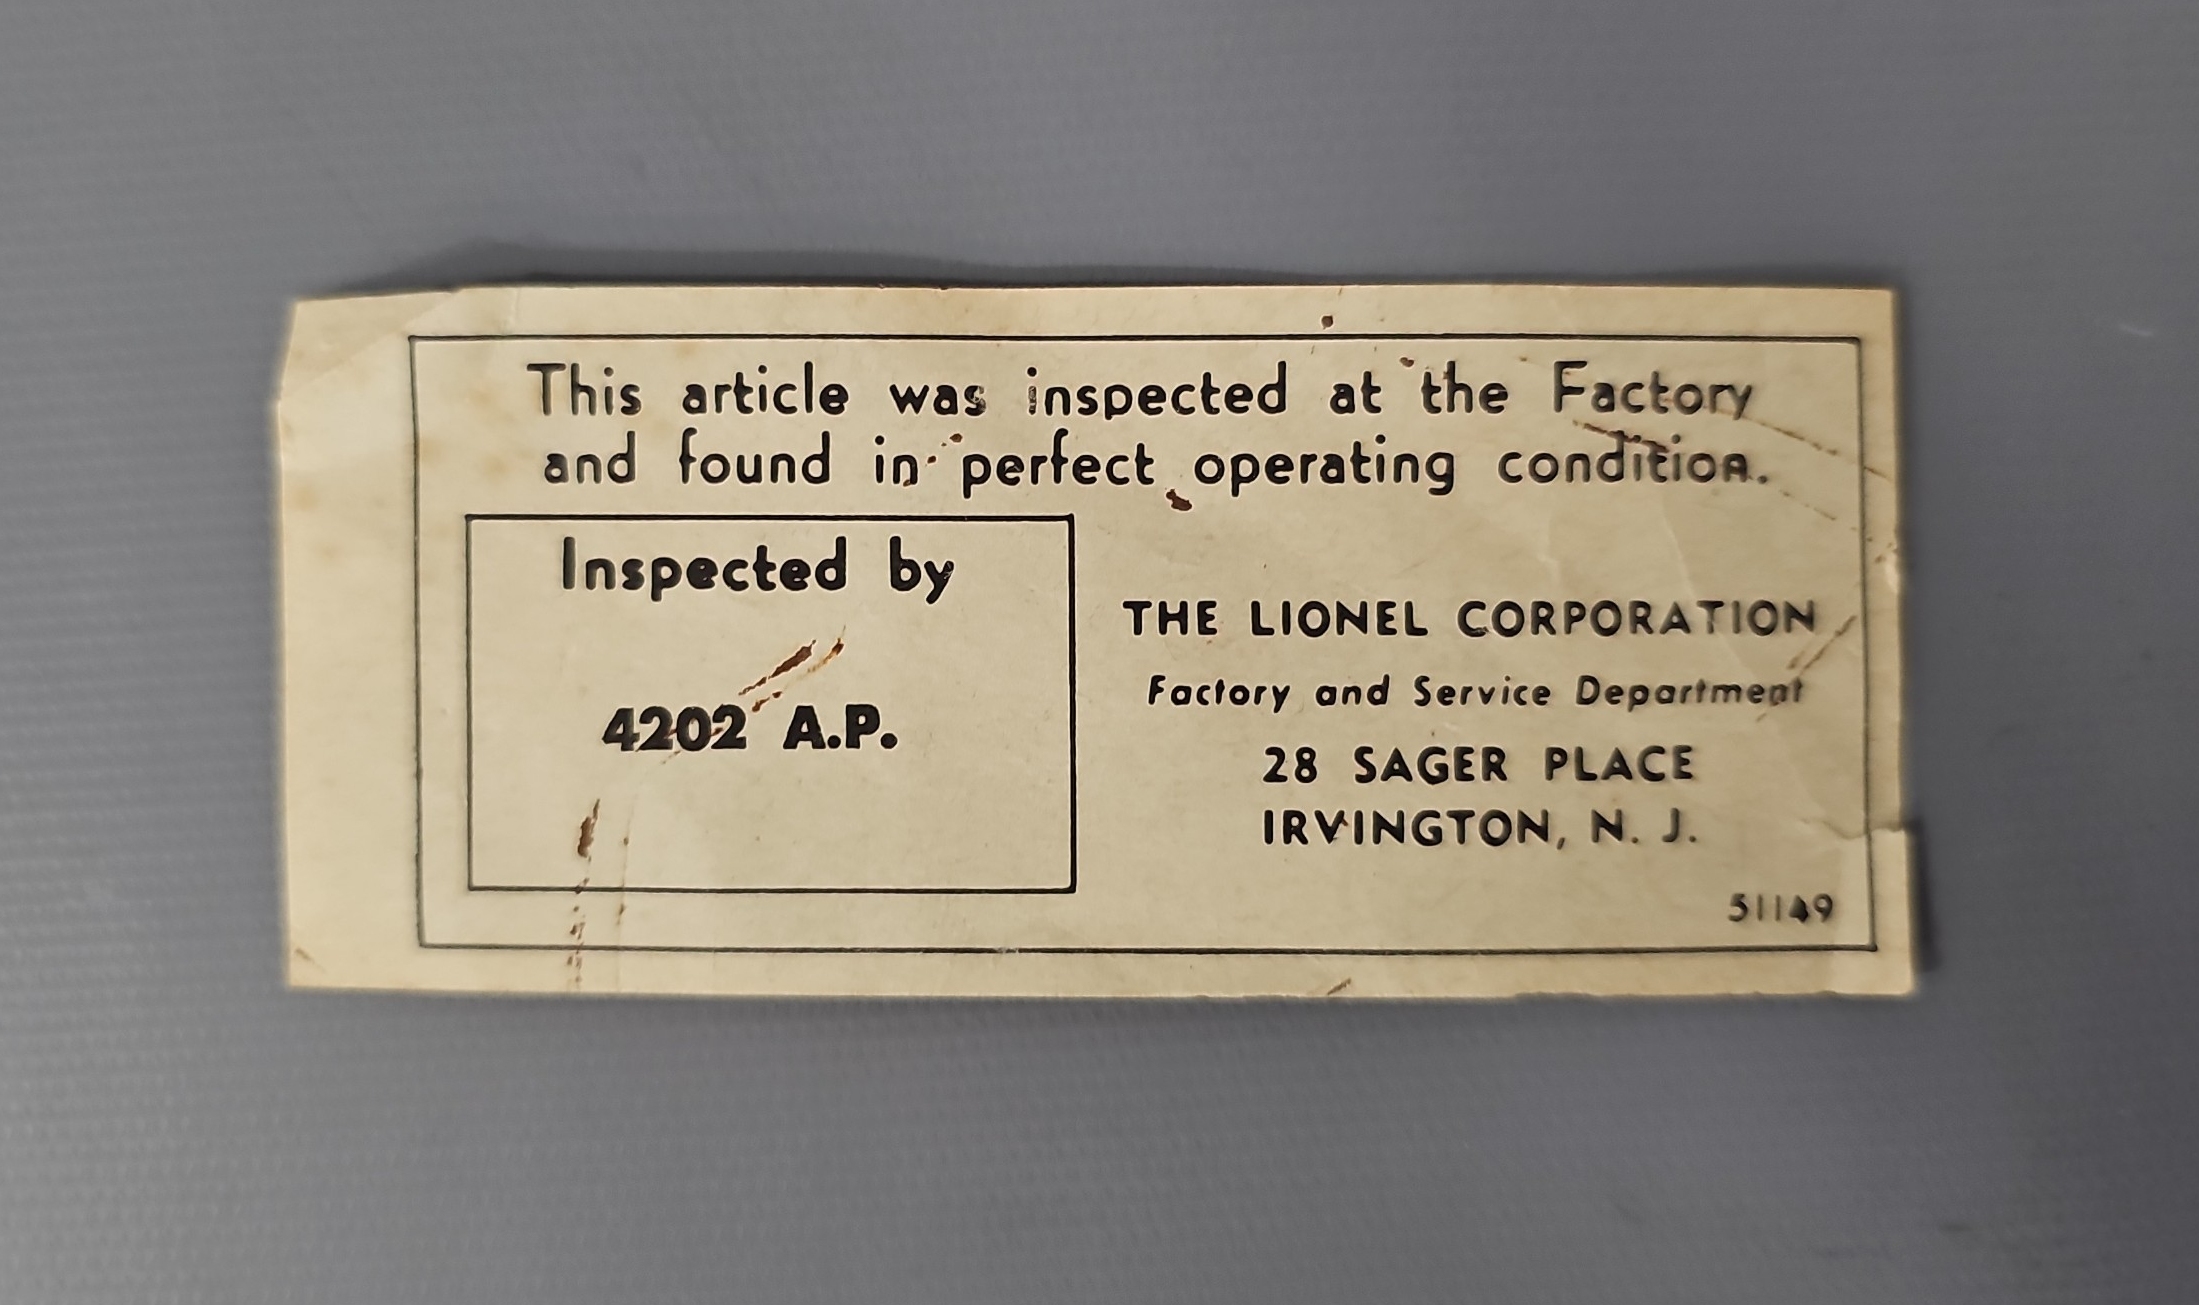 This article was inspected at the Factory
and found in perfect operating condition.
Inspected by
4202 A.P.
THE LIONEL CORPORATION
Factory and Service Department
28 SAGER PLACE
IRVINGTON, N. J.
51149